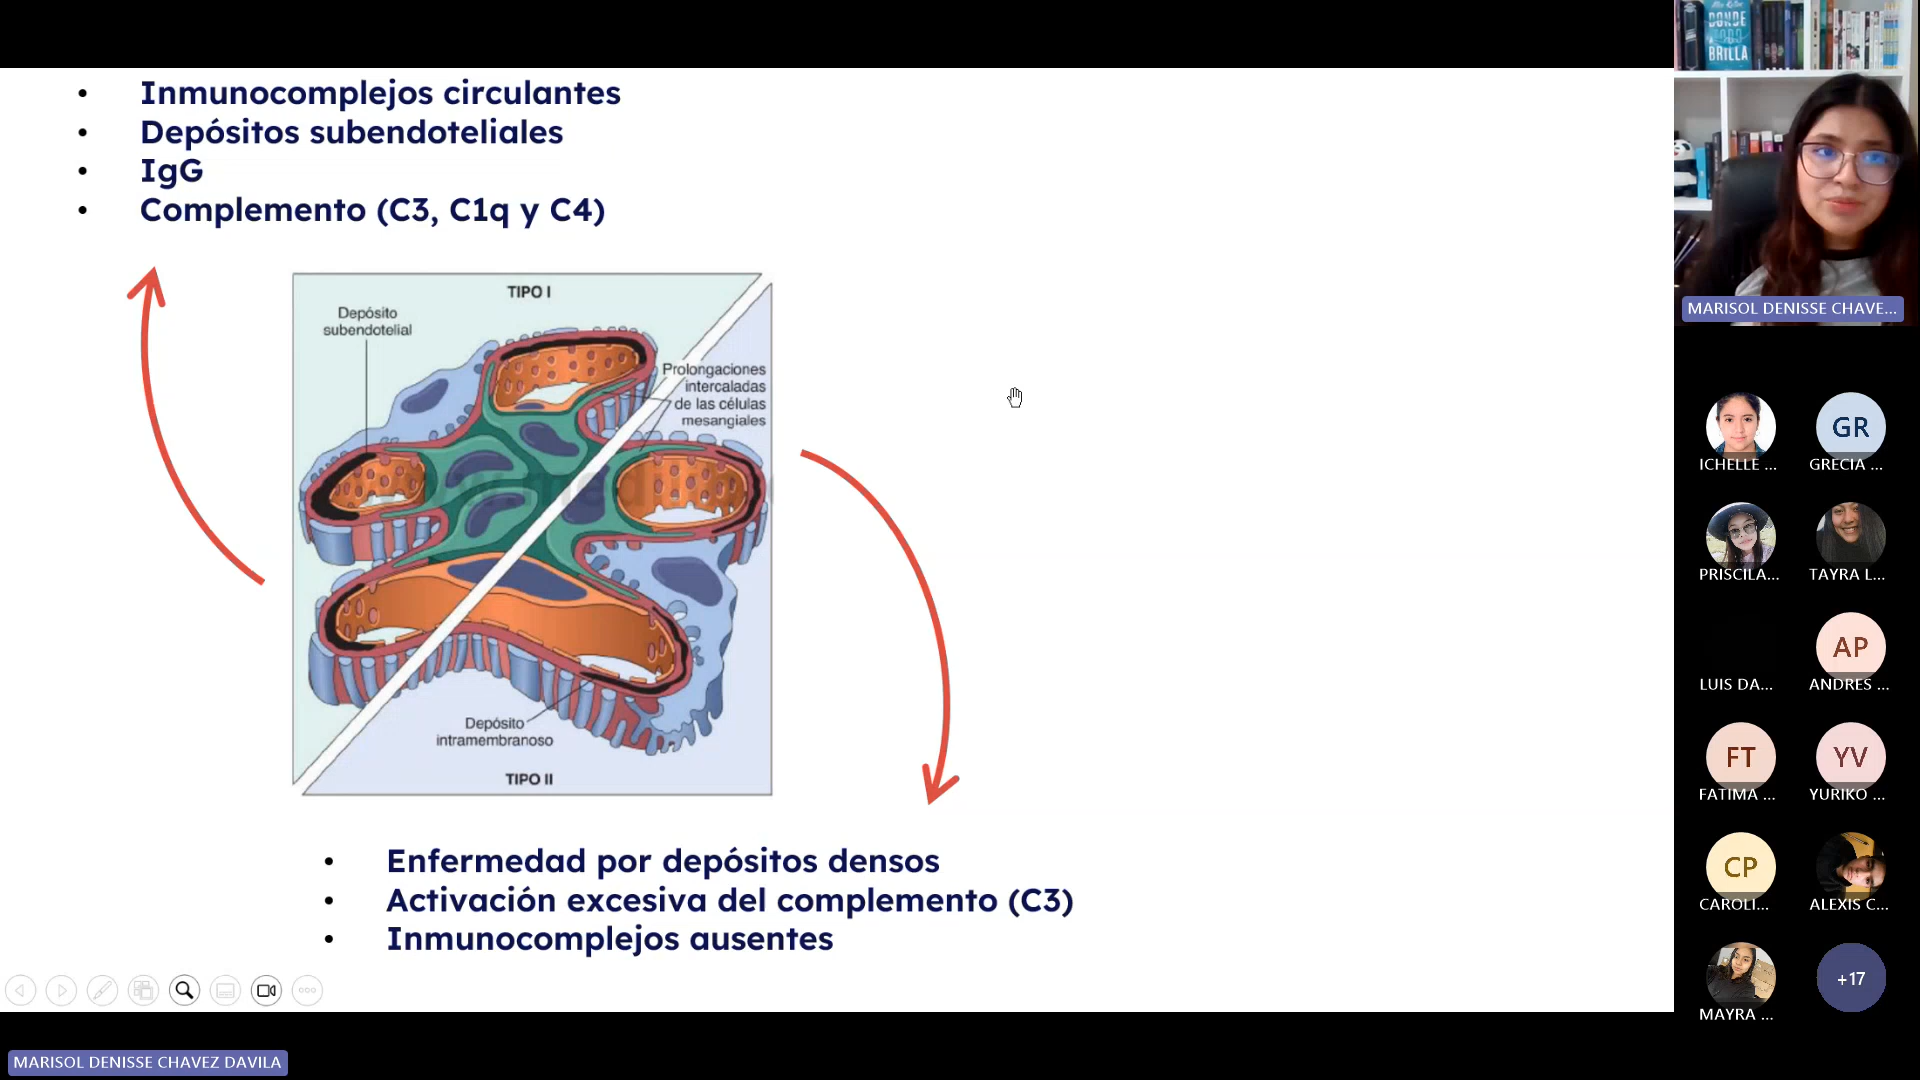 Inmunocomplejos circulantes
Depósitos subendoteliales
IgG
Complemento (C3, C1q y C4)
TIPO I
Depósito
subendotelial
Prolongaciones
intercaladas
de las células
mesangiales
Depósito
intramembranoso
TIPO II
Enfermedad por depósitos densos
Activación excesiva del complemento (C3)
Inmunocomplejos ausentes
MARISOL DENISSE CHAVEZ DAVILA
DONDE
TODO
BRILLA
MARISOL DENISSE CHAVE...
GR
ICHELLE ...
GRECIA ...
PRISCILA...
TAYRA L...
AP
LUIS DA...
ANDRES ...
FT
YV
FATIMA ...
YURIKO ...
CP
CAROLI...
ALEXIS C...
+17
MAYRA ...